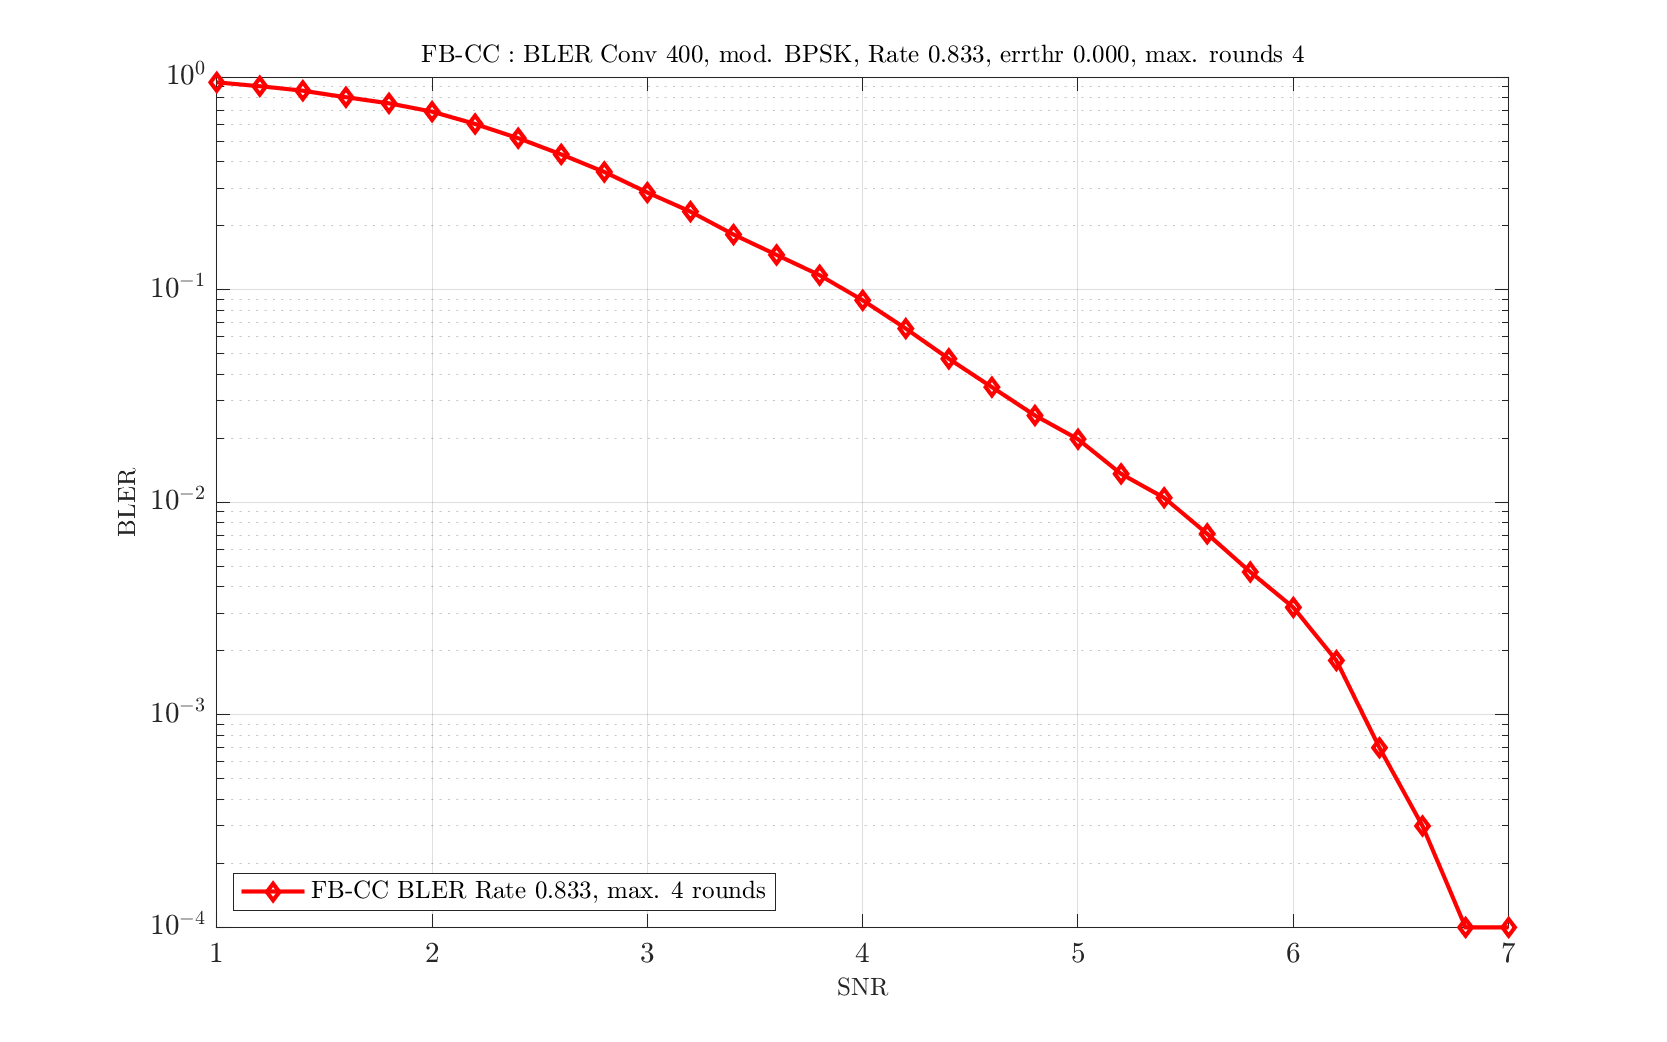 FB-CC : BLER Conv 400, mod. BPSK, Rate 0.833, errthr 0.000, max. rounds 4
10^0
10^{-1}
10^{-2}
10^{-3}
10^{-4}
BLER
FB-CC BLER Rate 0.833, max. 4 rounds
1 2 3 4 5 6 7
SNR